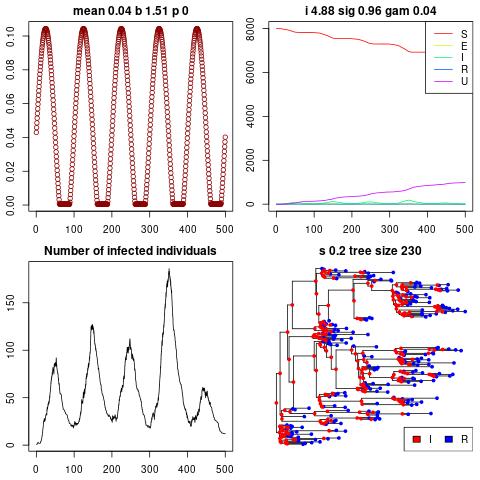 mean 0.04 b 1.51 p 0
0.00 0.02 0.04 0.06 0.08 0.10
0 100 200 300 400 500
i 4.88 sig 0.96 gam 0.04
0 2000 4000 6000 8000
0 100 200 300 400 500
S
E
I
R
U
Number of infected individuals
0 50 100 150
0 100 200 300 400 500
s 0.2 tree size 230
I R